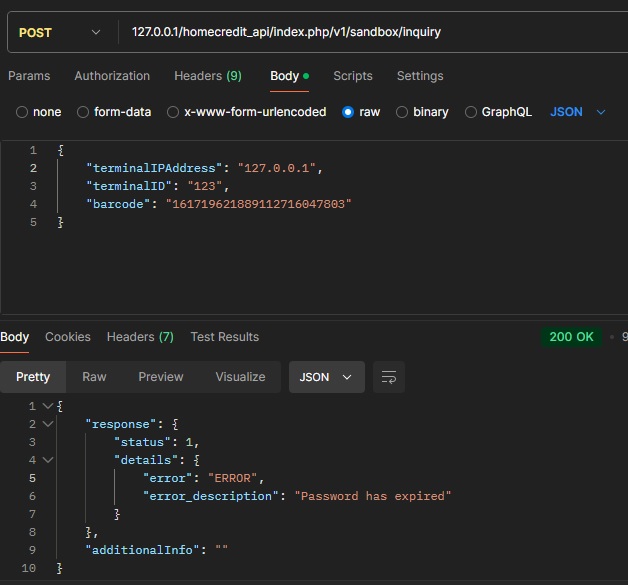 POST 127.0.0.1/homecredit_api/index.php/v1/sandbox/inquiry
Params Authorization Headers (9) Body Scripts Settings
none form-data x-www-form-urlencoded raw binary GraphQL JSON
1 {
2 "terminalIPAddress": "127.0.0.1",
3 "terminalID": "123",
4 "barcode": "161719621889112716047803"
5 }
Body Cookies Headers (7) Test Results 200 OK • 9
Pretty Raw Preview Visualize JSON
1 {
2 "response": {
3 "status": 1,
4 "details": {
5 "error": "ERROR",
6 "error_description": "Password has expired"
7 }
8 },
9 "additionalInfo": ""
10 }